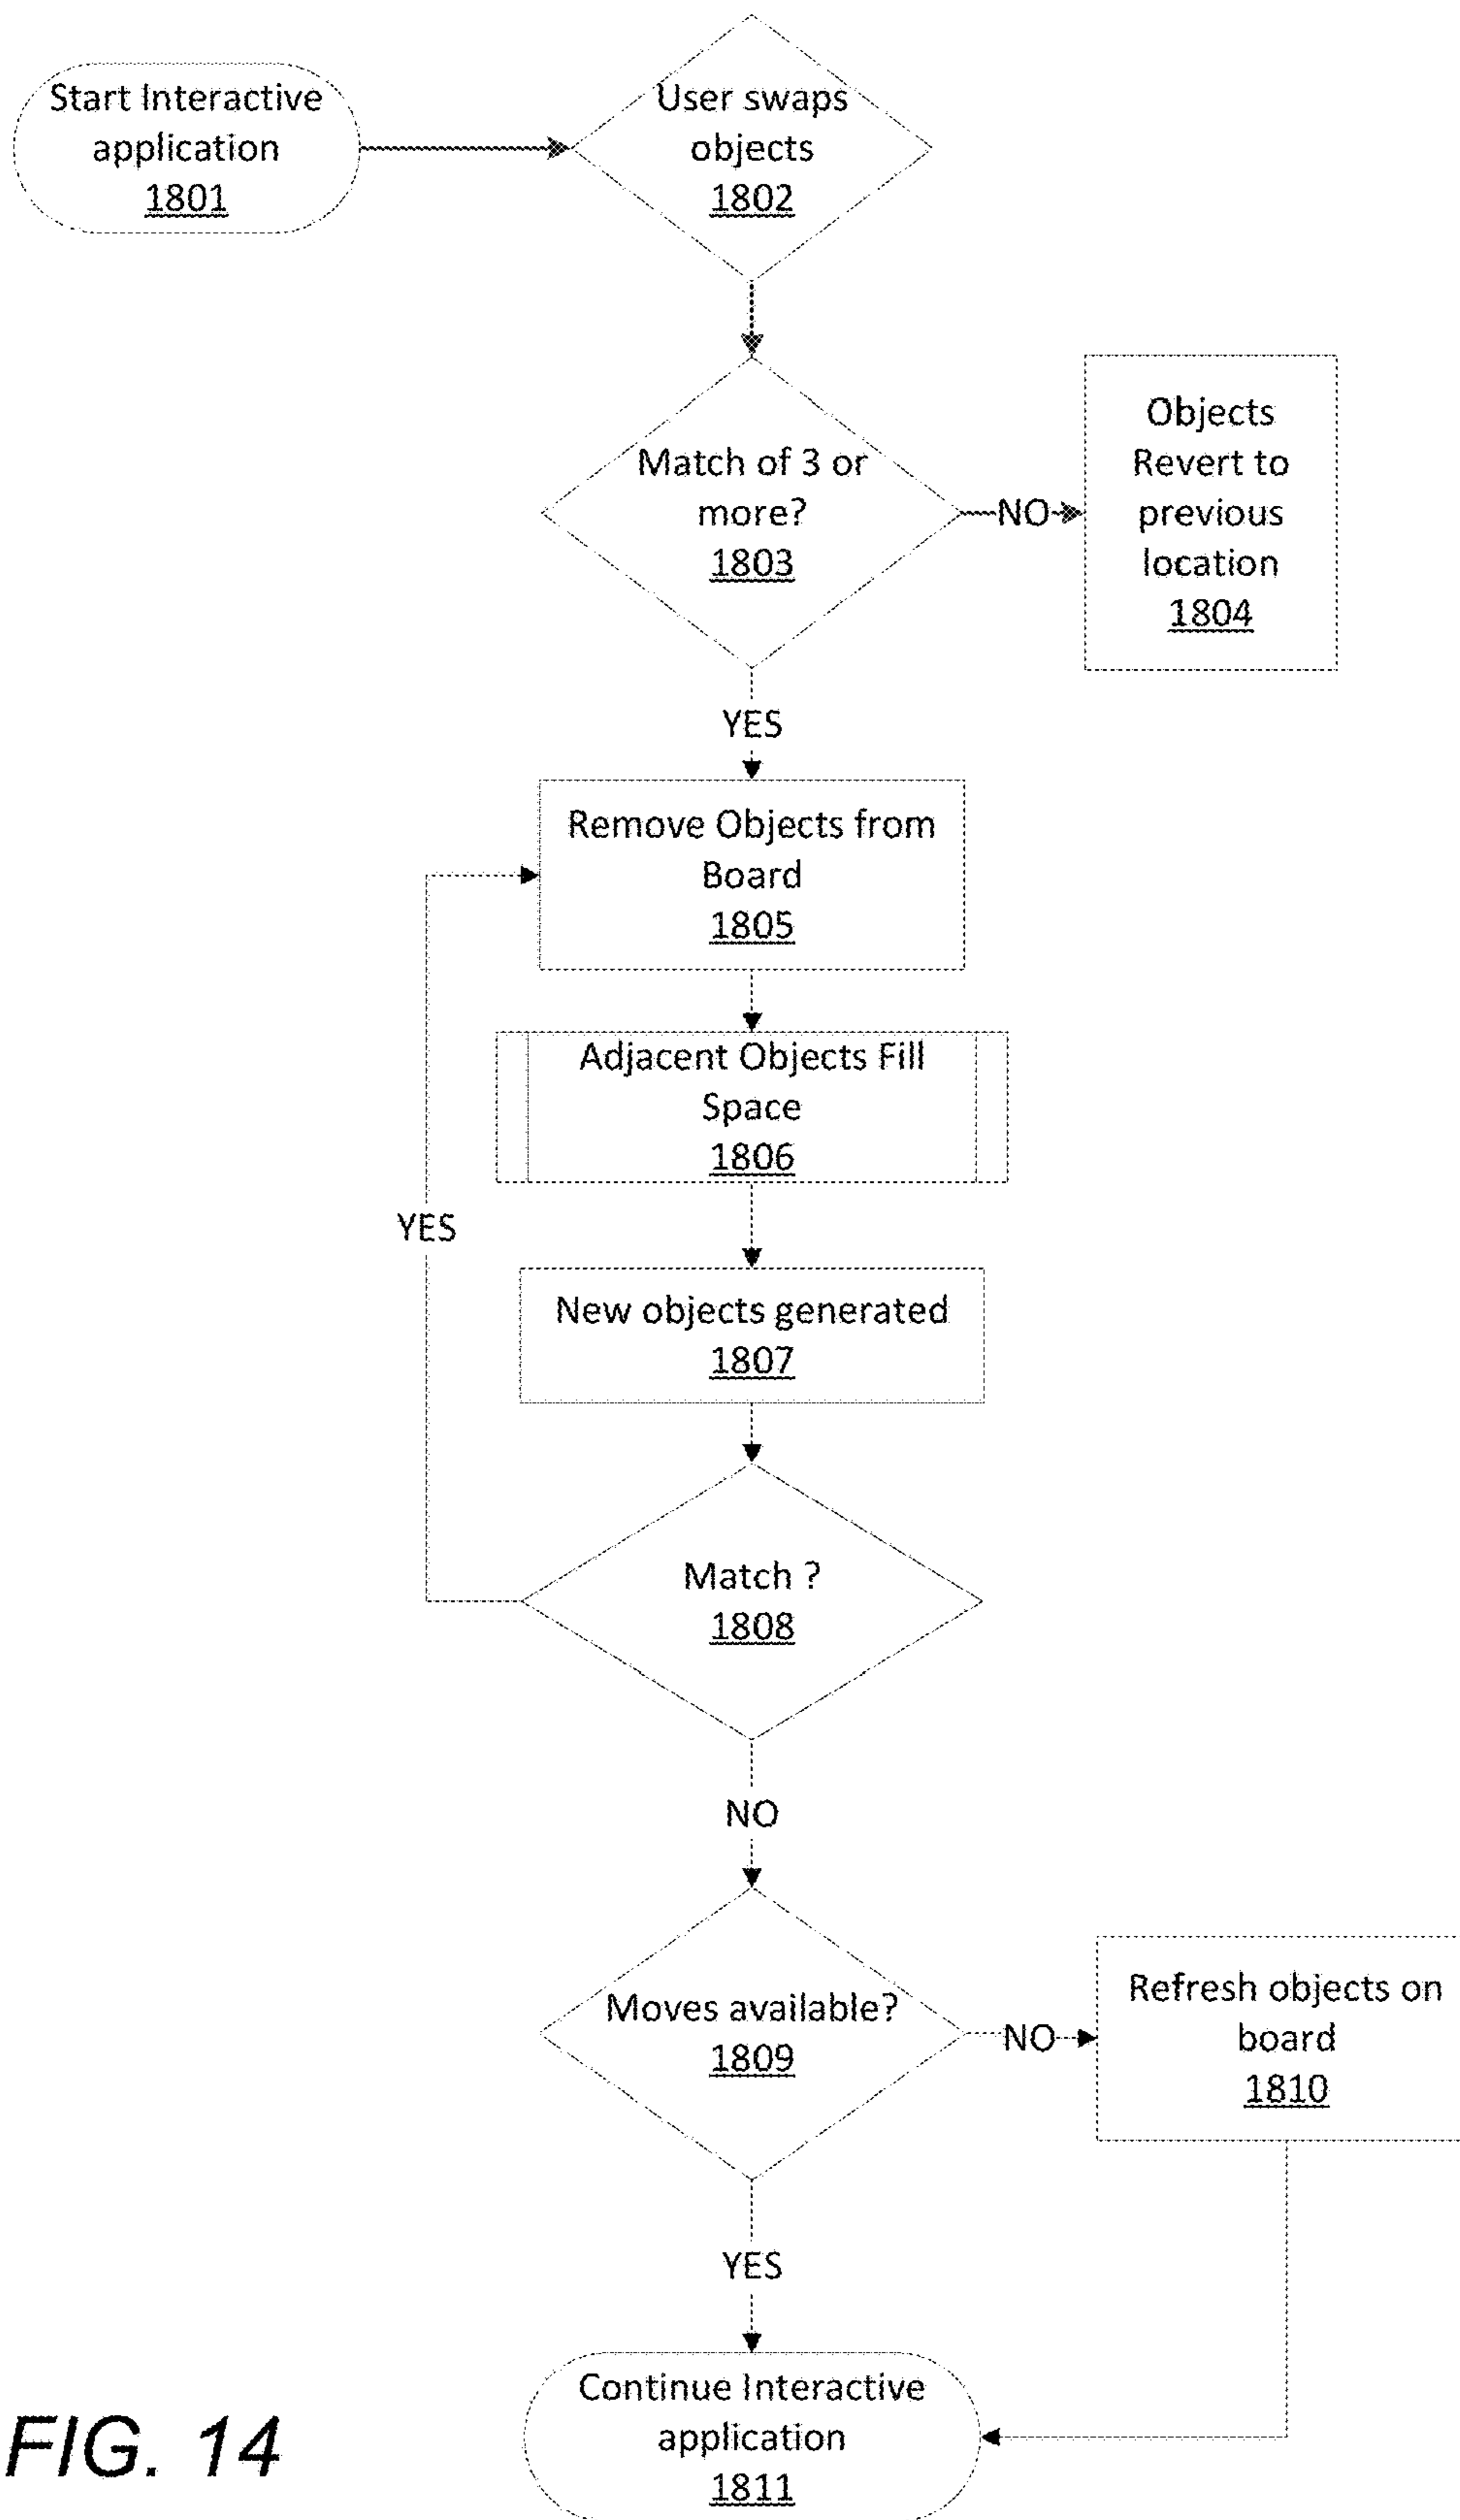 Start Interactive
application
1801
User swaps
objects
1802
Match of 3 or
more?
1803
NO
Objects
Revert to
previous
location
1804
YES
Remove Objects from
Board
1805
Adjacent Objects Fill
Space
1806
YES
New objects generated
1807
Match ?
1808
NO
Moves available?
1809
NO
Refresh objects on
board
1810
YES
Continue Interactive
application
1811
FIG. 14